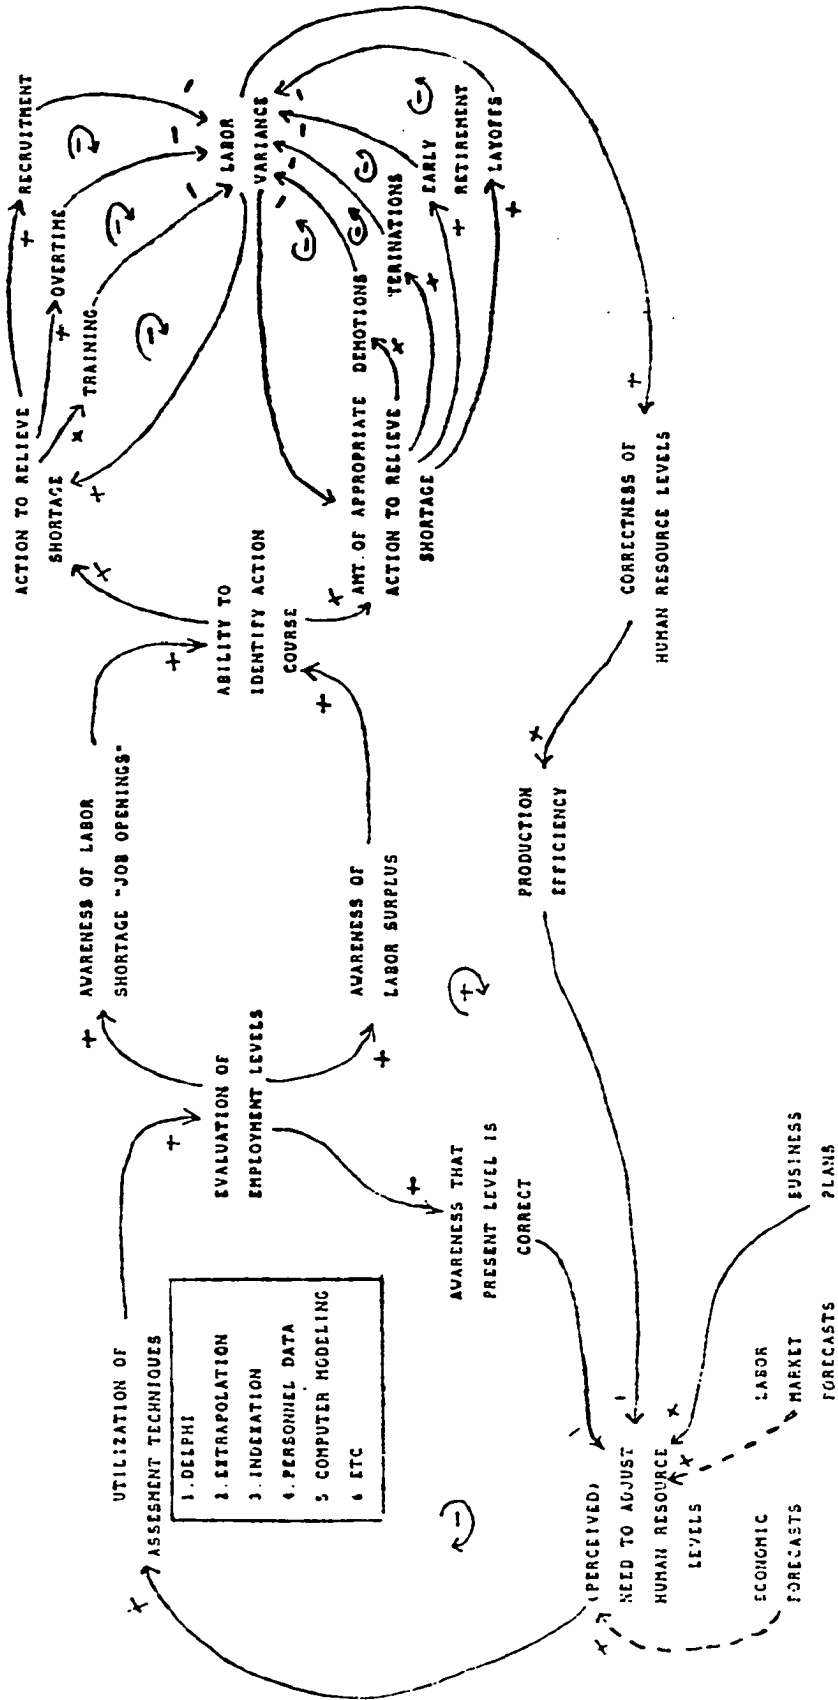 UTILIZATION OF
ASSESMENT TECHNIQUES
1.DELPHI
2.EXTRAPOLATION
3.INDEXATION
4.PERSONNEL DATA
5 COMPUTER MODELING
6 ETC
EVALUATION OF
EMPLOYMENT LEVELS
AWARENESS OF LABOR
SHORTAGE "JOB OPENINGS"
AWARENESS OF
LABOR SURPLUS
AWARENESS THAT
PRESENT LEVEL IS
CORRECT
ABILITY TO
IDENTIFY ACTION
COURSE
ACTION TO RELIEVE
SHORTAGE
RECRUITMENT
OVERTIME
TRAINING
LABOR
VARIANCE
AMT.OF APPROPRIATE
ACTION TO RELIEVE
SHORTAGE
DEMOTIONS
TERINATIONS
EARLY
RETIREMENT
LAYOFFS
CORRECTNESS OF
HUMAN RESOURCE LEVELS
PRODUCTION
EFFICIENCY
(PERCEIVED)
NEED TO ADJUST
HUMAN RESOURCE
LEVELS
ECONOMIC
FORECASTS
LABOR
MARKET
FORECASTS
BUSINESS
PLANS